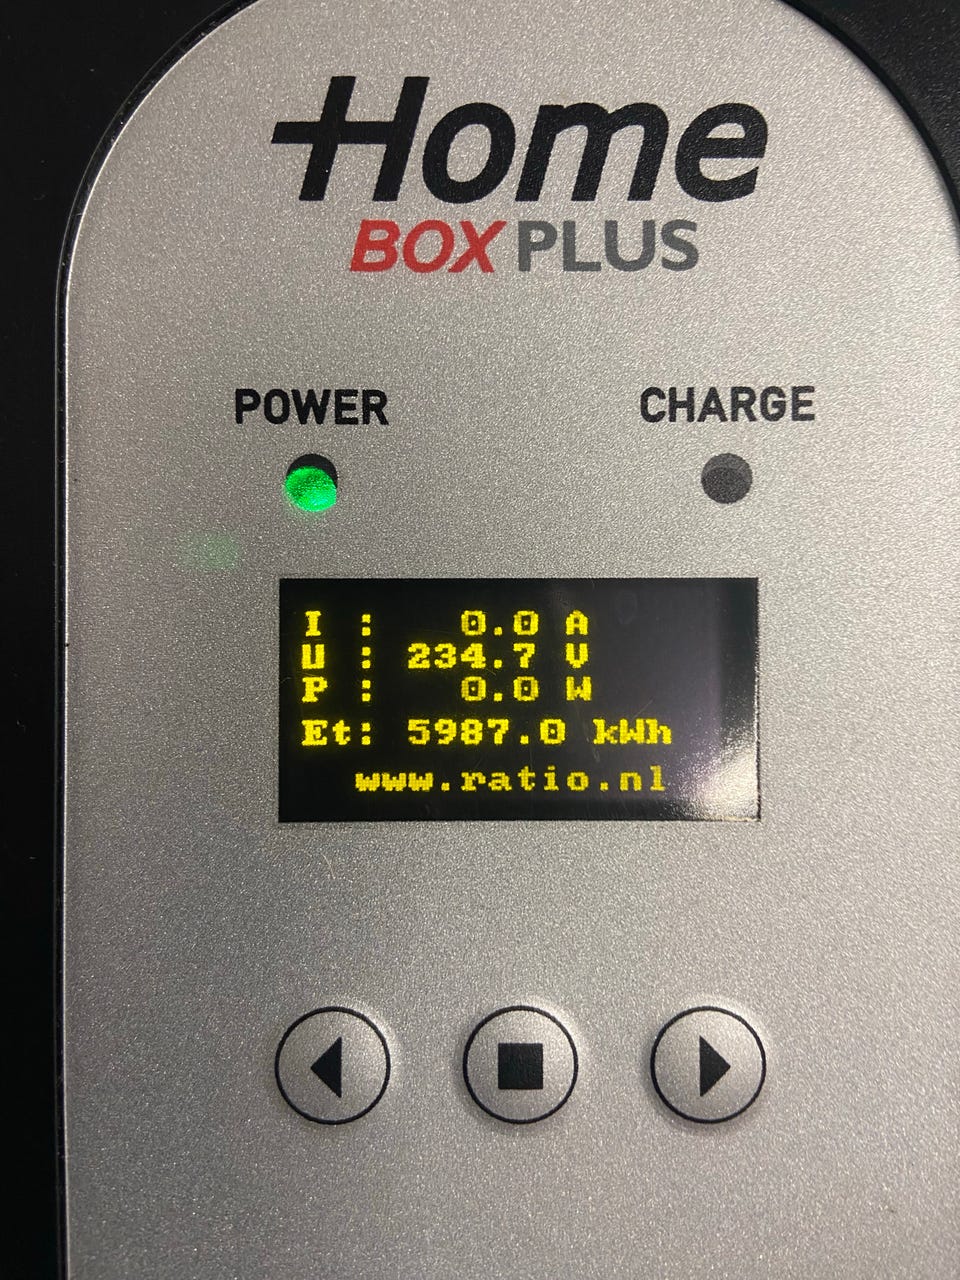 Home
BOX PLUS
POWER CHARGE
I : 0.0 A
U : 234.7 V
P : 0.0 W
Et: 5987.0 kWh
www.ratio.nl